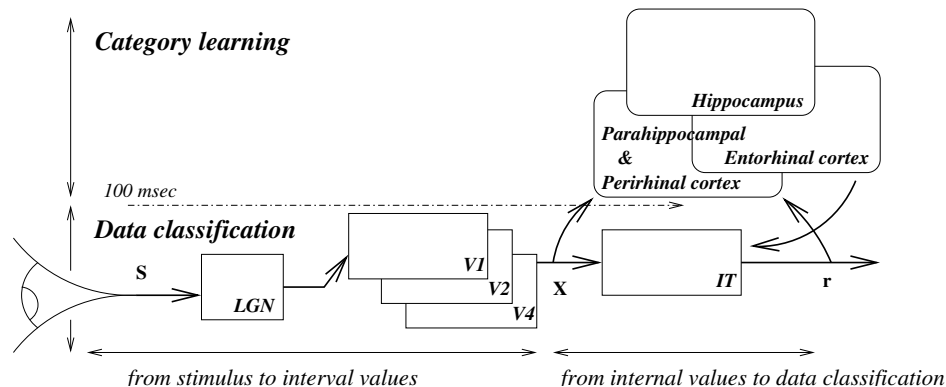 Category learning
Hippocampus
Parahippocampal
&
Entorhinal cortex
Perirhinal cortex
100 msec
Data classification
S
LGN
V1
V2
V4
X
IT
r
from stimulus to interval values
from internal values to data classification